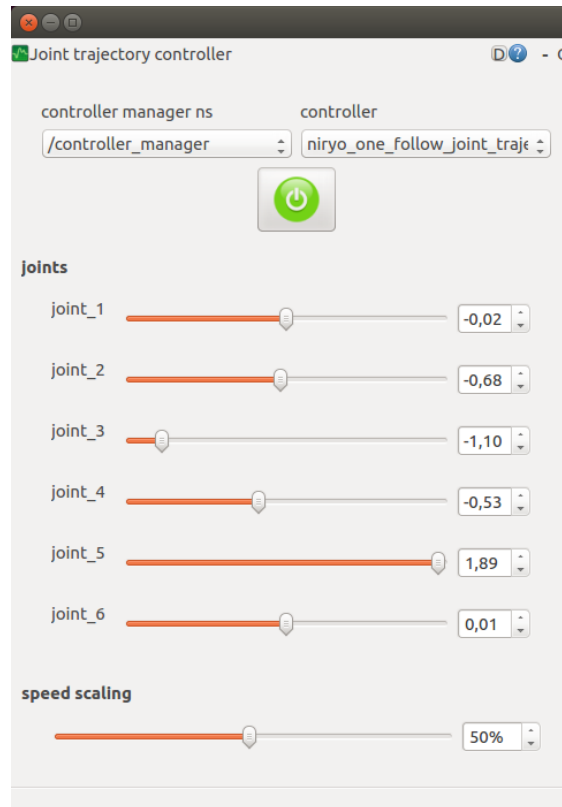 Joint trajectory controller D ? -
controller manager ns controller
/controller_manager niryo_one_follow_joint_traje
joints
joint_1 -0,02
joint_2 -0,68
joint_3 -1,10
joint_4 -0,53
joint_5 1,89
joint_6 0,01
speed scaling
50%